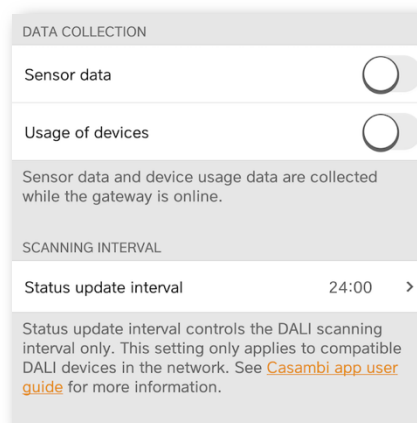 DATA COLLECTION
Sensor data
Usage of devices
Sensor data and device usage data are collected
while the gateway is online.
SCANNING INTERVAL
Status update interval 24:00 >
Status update interval controls the DALI scanning
interval only. This setting only applies to compatible
DALI devices in the network. See Casambi app user
guide for more information.